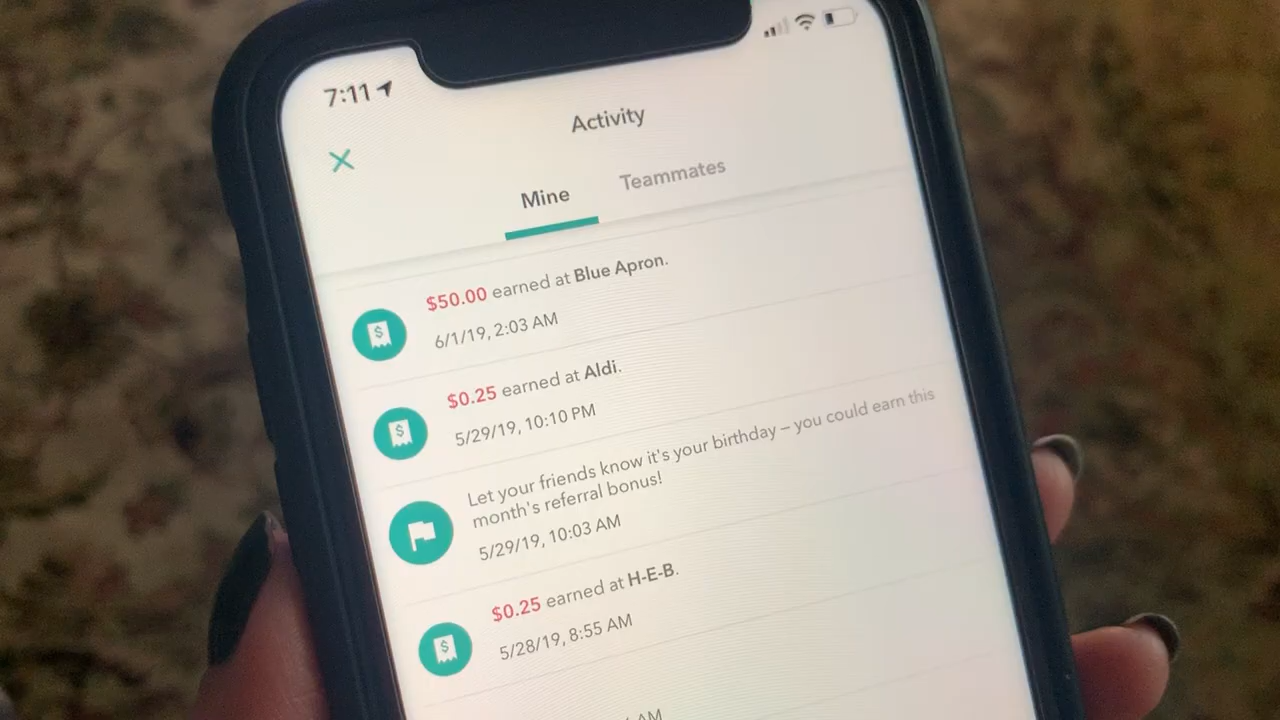 7:11
Activity
Mine
Teammates
$50.00 earned at Blue Apron.
6/1/19, 2:03 AM
$0.25 earned at Aldi.
5/29/19, 10:10 PM
Let your friends know it's your birthday – you could earn this
month's referral bonus!
5/29/19, 10:03 AM
$0.25 earned at H-E-B.
5/28/19, 8:55 AM
AM